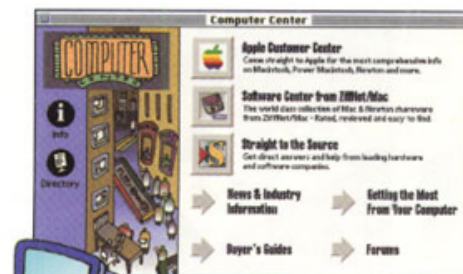 Computer Center
COMPUTER
CENTER
Info
Directory
Apple Customer Center
Come straight to Apple for the most comprehensive info
on Macintosh, Power Macintosh, Newton and more.
Software Center from ZiffNet/Mac
The world class collection of Mac & Newton shareware
from ZiffNet/Mac - Rated, reviewed and easy to find.
Straight to the Source
Get direct answers and help from leading hardware
and software companies.
News & Industry
Information
Getting the Most
From Your Computer
Buyer's Guides
Forums